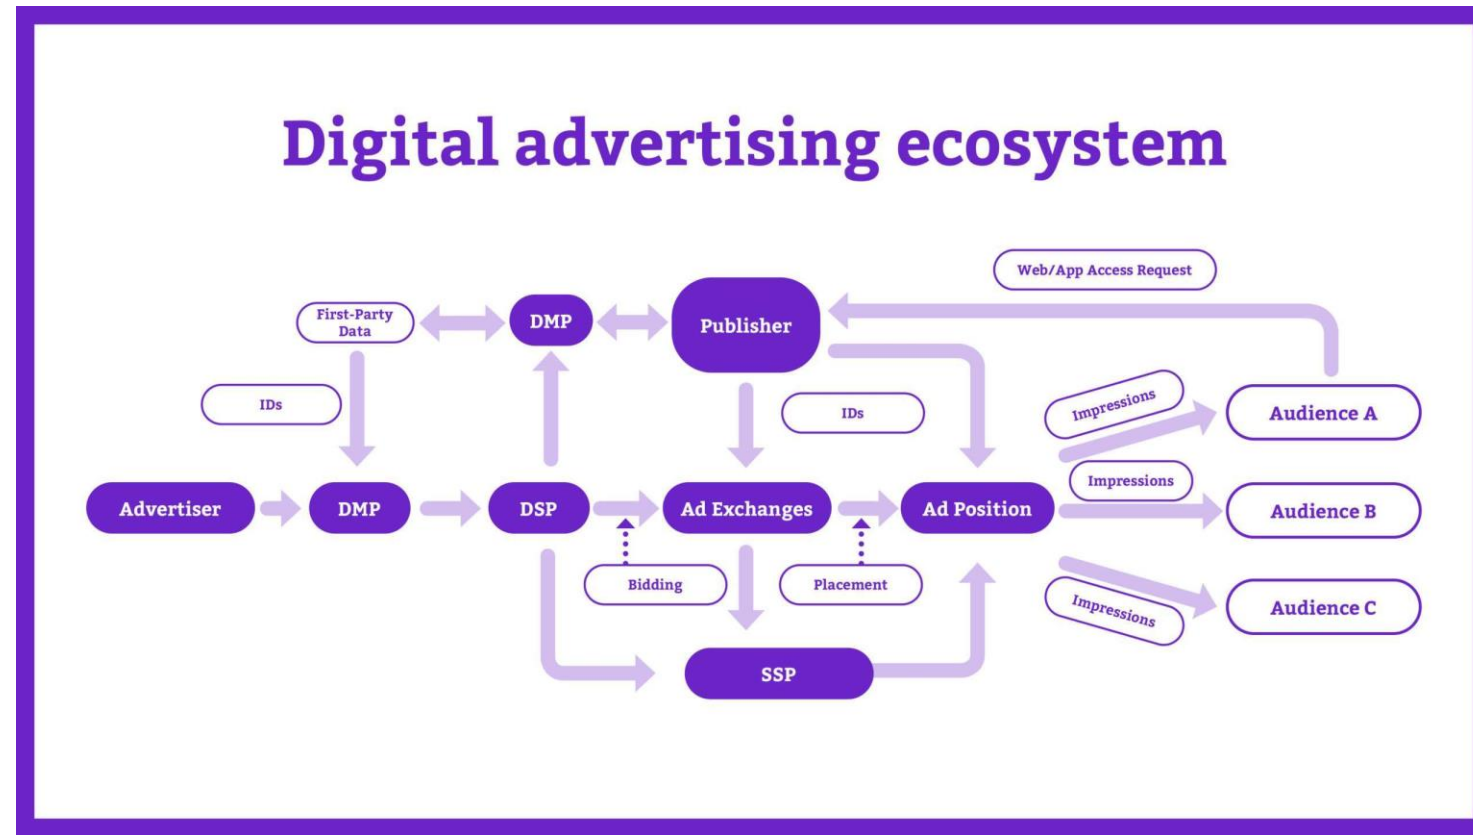 Digital advertising ecosystem
Web/App Access Request
First-Party
Data
DMP
Publisher
IDs
IDs
Impressions
Audience A
Advertiser
DMP
DSP
Ad Exchanges
Ad Position
Impressions
Audience B
Bidding
Placement
Impressions
Audience C
SSP